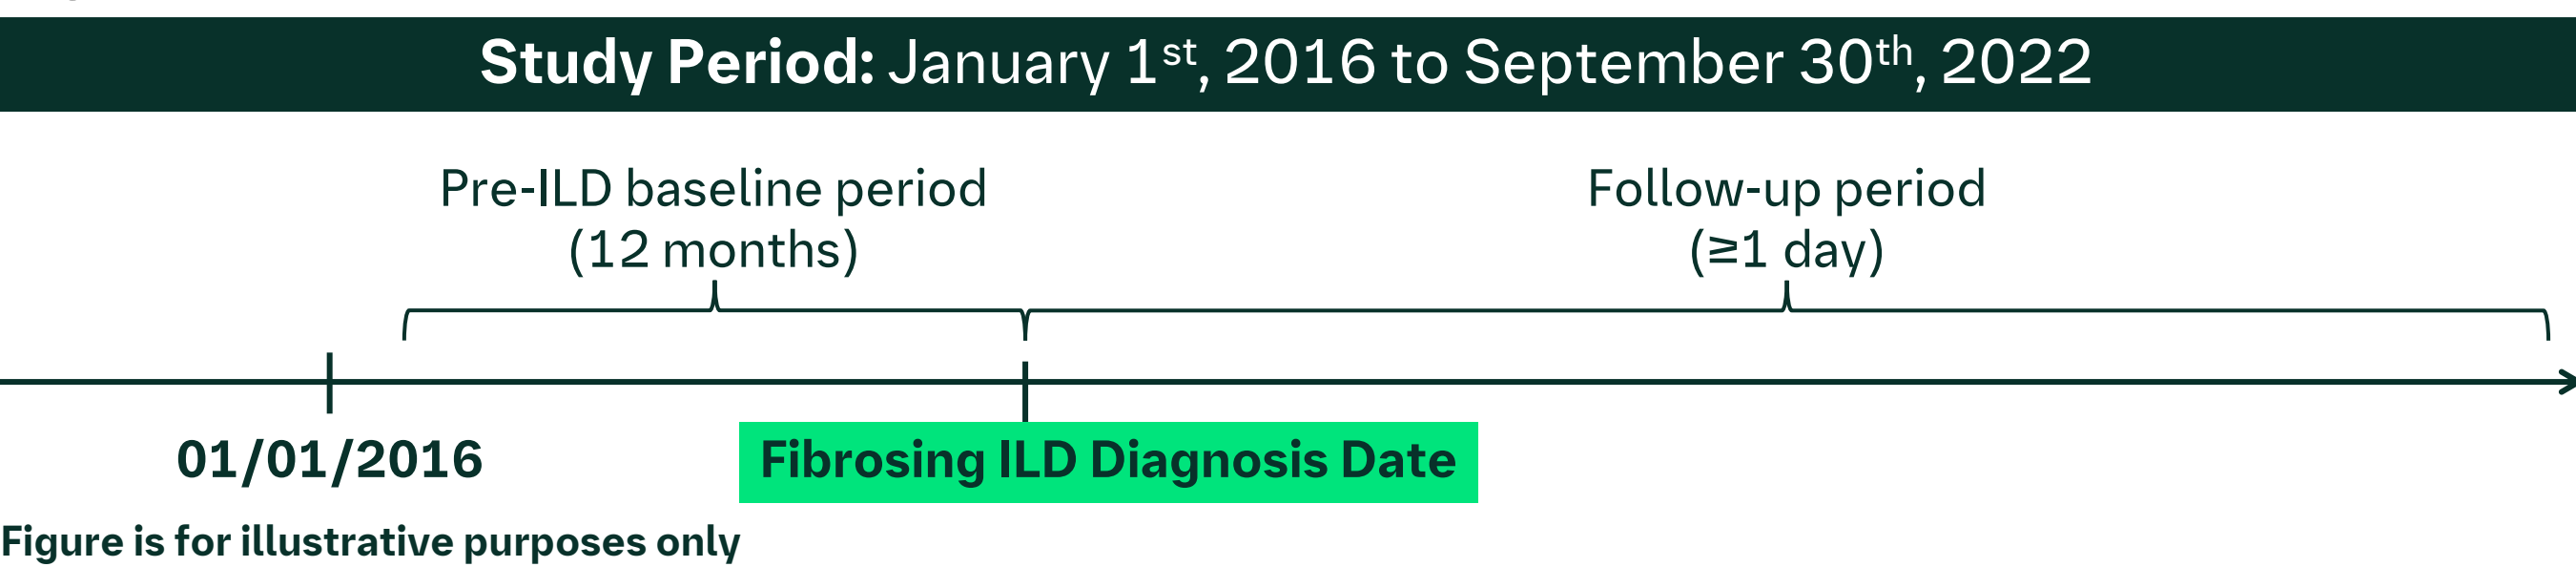 Study Period: January 1st, 2016 to September 30th, 2022
Pre-ILD baseline period
(12 months)
Follow-up period
(≥1 day)
01/01/2016
Fibrosing ILD Diagnosis Date
Figure is for illustrative purposes only